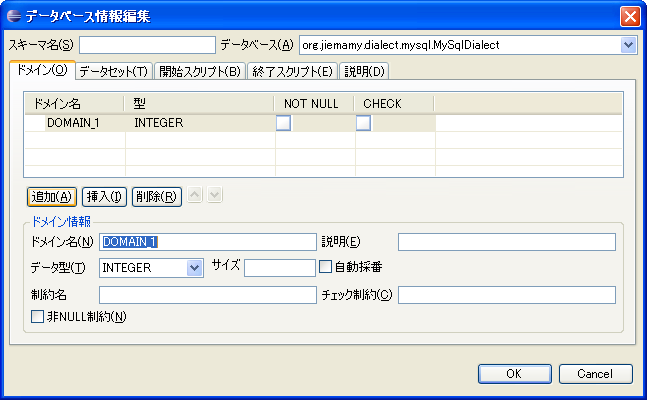 データベース情報編集
スキーマ名(S) データベース(A) org.jiemamy.dialect.mysql.MySqlDialect
ドメイン(O) データセット(T) 開始スクリプト(B) 終了スクリプト(E) 説明(D)
ドメイン名 型 NOT NULL CHECK
DOMAIN_1 INTEGER
追加(A) 挿入(I) 削除(R)
ドメイン情報
ドメイン名(N) DOMAIN_1 説明(E)
データ型(T) INTEGER サイズ 自動採番
制約名 チェック制約(C)
非NULL制約(N)
OK Cancel